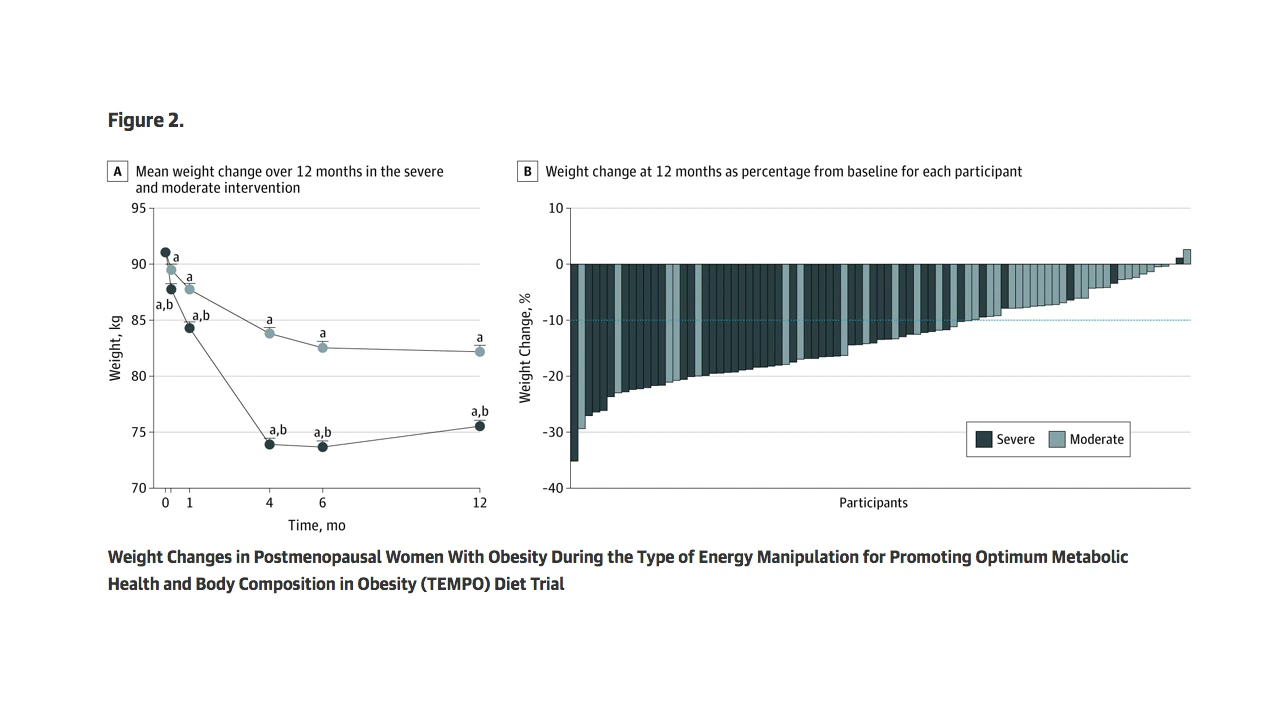 Figure 2.
A Mean weight change over 12 months in the severe
and moderate intervention
95
90
85
80
75
70
Weight, kg
a
a
a,b
a,b
a
a
a
a,b
a,b
a,b
0 1 4 6 12
Time, mo
B Weight change at 12 months as percentage from baseline for each participant
10
0
-10
-20
-30
-40
Weight Change, %
Severe Moderate
Participants
Weight Changes in Postmenopausal Women With Obesity During the Type of Energy Manipulation for Promoting Optimum Metabolic
Health and Body Composition in Obesity (TEMPO) Diet Trial